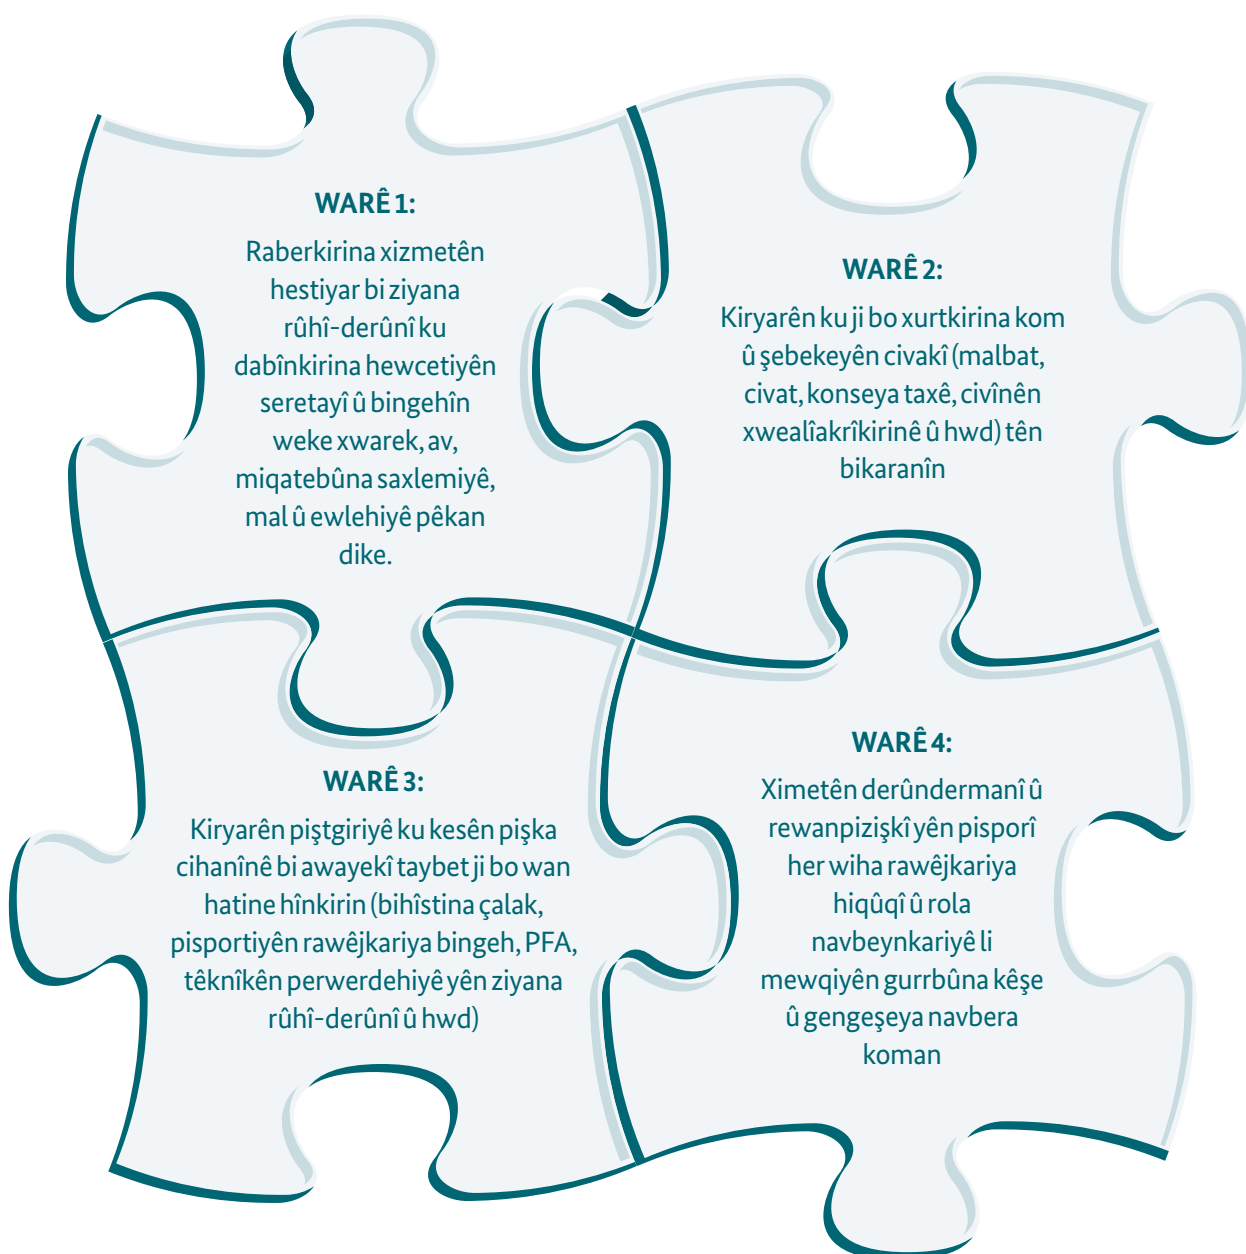 WARÊ 1:
Raberkirina xizmetên
hestiyar bi ziyana
rûhî-derûnî ku
dabînkirina hewcetiyên
seretayî û bingehîn
weke xwarek, av,
miqatebûna saxlemiyê,
mal û ewlehiyê pêkan
dike.
WARÊ 2:
Kiryarên ku ji bo xurtkirina kom
û şebekeyên civakî (malbat,
civat, konseya taxê, civînên
xwealîakrîkirinê û hwd) tên
bikaranîn
WARÊ 3:
Kiryarên piştgiriyê ku kesên pişka
cihanînê bi awayekî taybet ji bo wan
hatine hînkirin (bihîstina çalak,
pisportiyên rawêjkariya bingeh, PFA,
têknîkên perwerdehiyê yên ziyana
rûhî-derûnî û hwd)
WARÊ 4:
Ximetên derûndermanî û
rewanpizişkî yên pisporî
her wiha rawêjkariya
hiqûqî û rola
navbeynkariyê li
mewqiyên gurrbûna kêşe
û gengeşeya navbera
koman